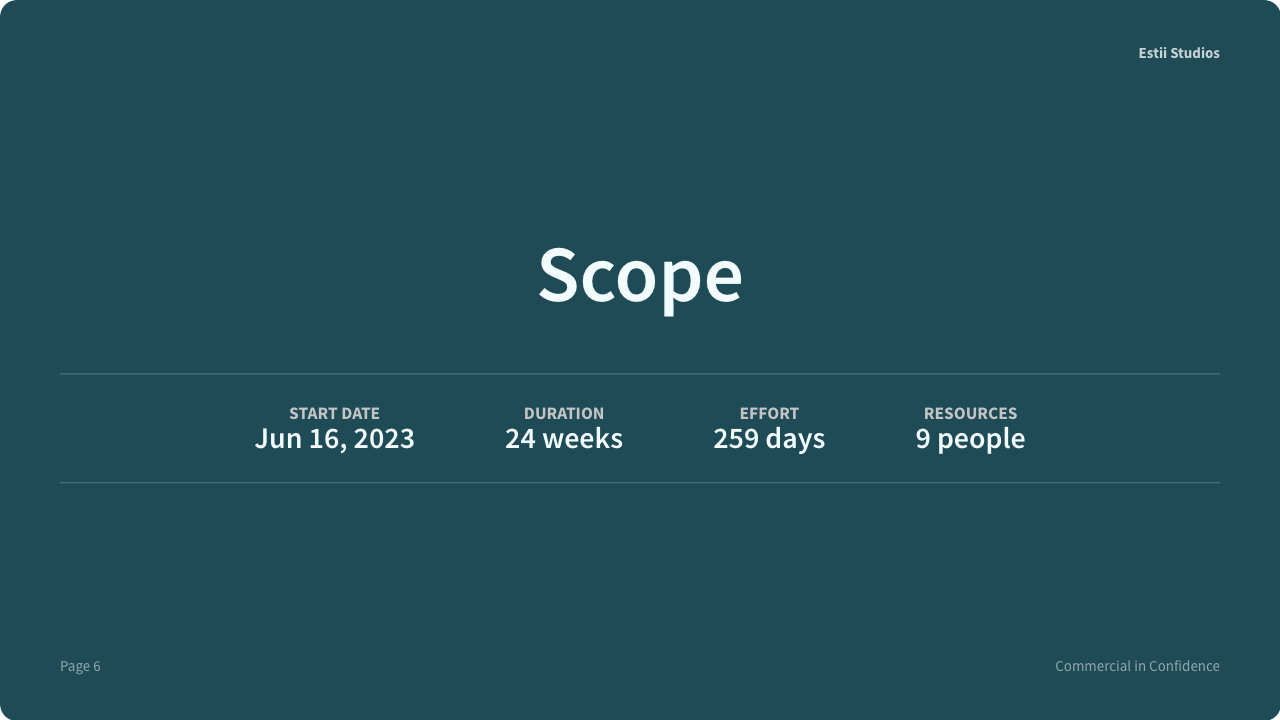 Estii Studios
Scope
START DATE DURATION EFFORT RESOURCES
Jun 16, 2023 24 weeks 259 days 9 people
Page 6 Commercial in Confidence